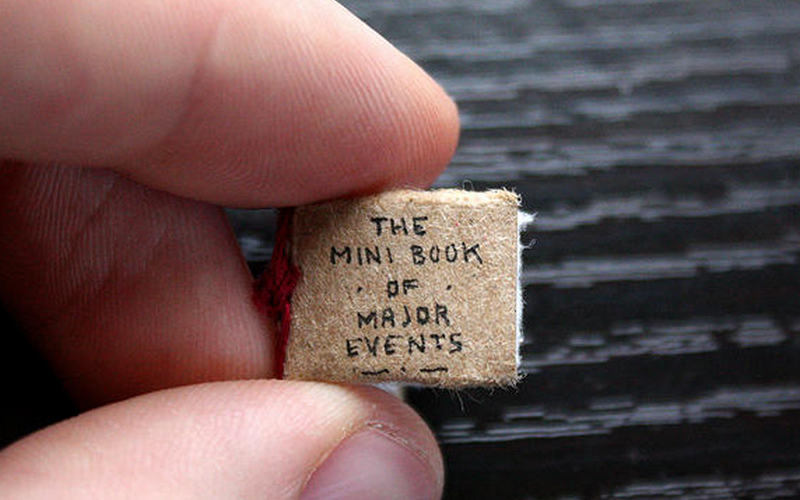 THE
MINI BOOK
· OF ·
MAJOR
EVENTS